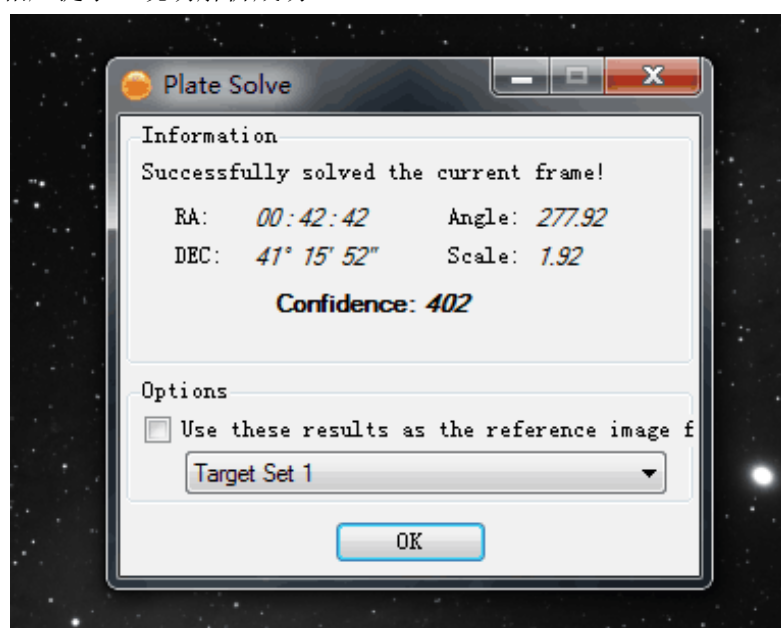 Plate Solve
Information
Successfully solved the current frame!
RA: 00:42:42 Angle: 277.92
DEC: 41° 15' 52" Scale: 1.92
Confidence: 402
Options
Use these results as the reference image f
Target Set 1
OK